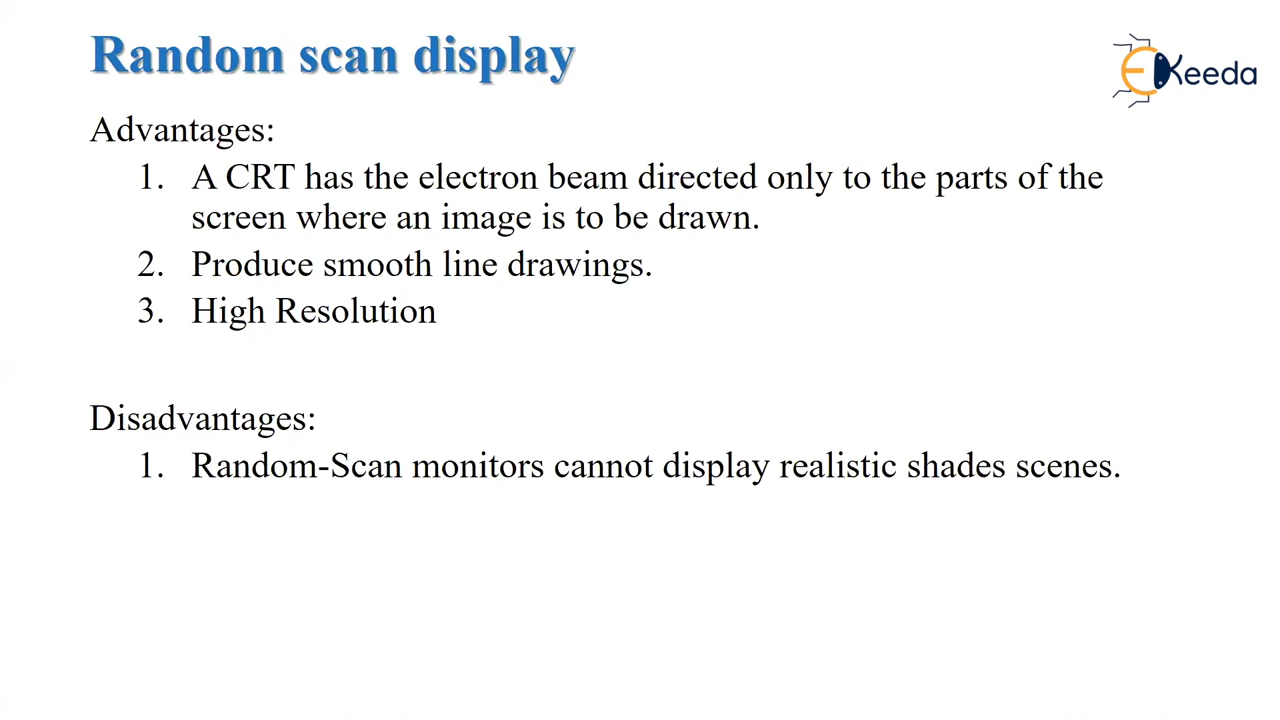 Random scan display
EKeeda
Advantages:
1. A CRT has the electron beam directed only to the parts of the
screen where an image is to be drawn.
2. Produce smooth line drawings.
3. High Resolution
Disadvantages:
1. Random-Scan monitors cannot display realistic shades scenes.